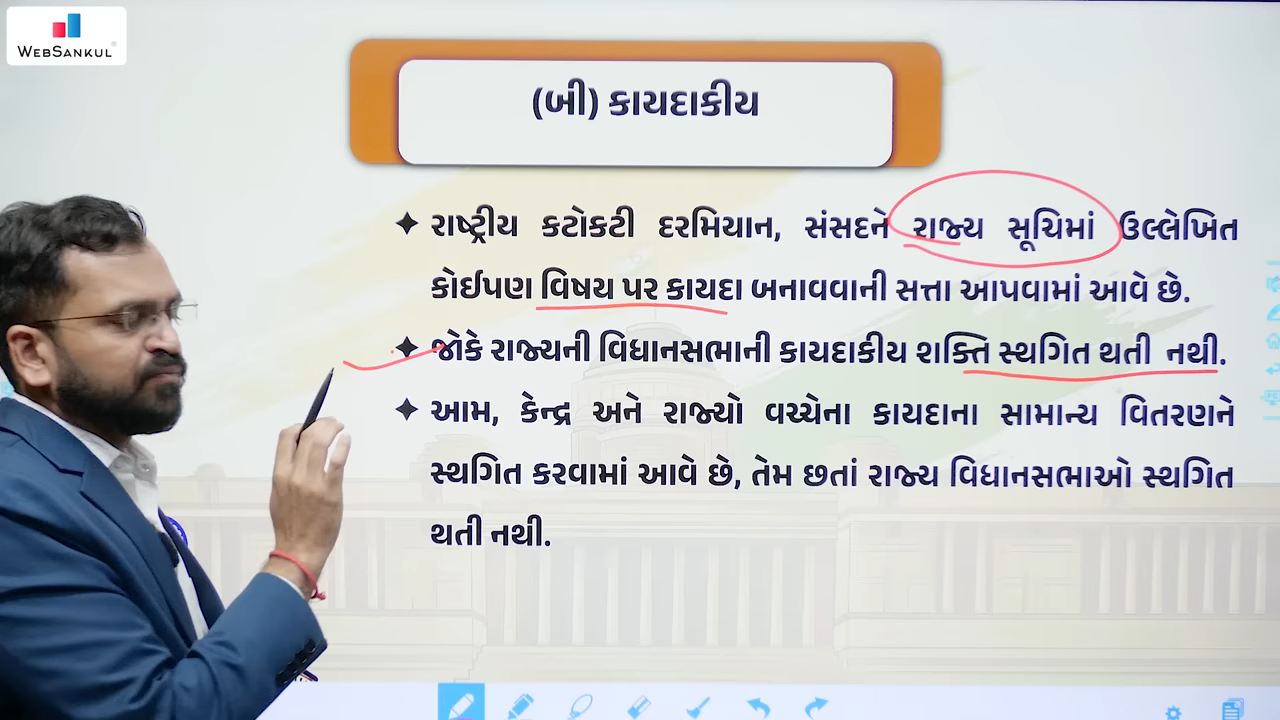 WEBSANKUL
(બી) કાયદાકીય
રાષ્ટ્રીય કટોકટી દરમિયાન, સંસદને રાજ્ય સૂચિમાં ઉલ્લેખિત
કોઈપણ વિષય પર કાયદા બનાવવાની સત્તા આપવામાં આવે છે.
જોકે રાજ્યની વિધાનસભાની કાયદાકીય શક્તિ સ્થગિત થતી નથી.
આમ, કેન્દ્ર અને રાજ્યો વચ્ચેના કાયદાના સામાન્ય વિતરણને
સ્થગિત કરવામાં આવે છે, તેમ છતાં રાજ્ય વિધાનસભાઓ સ્થગિત
થતી નથી.